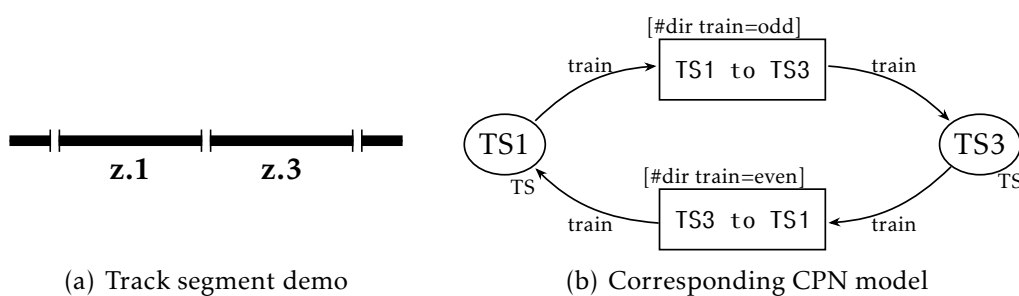 z.1 z.3
(a) Track segment demo
[#dir train=odd]
train TS1 to TS3 train
TS1 TS3
TS TS
[#dir train=even]
train TS3 to TS1 train
(b) Corresponding CPN model